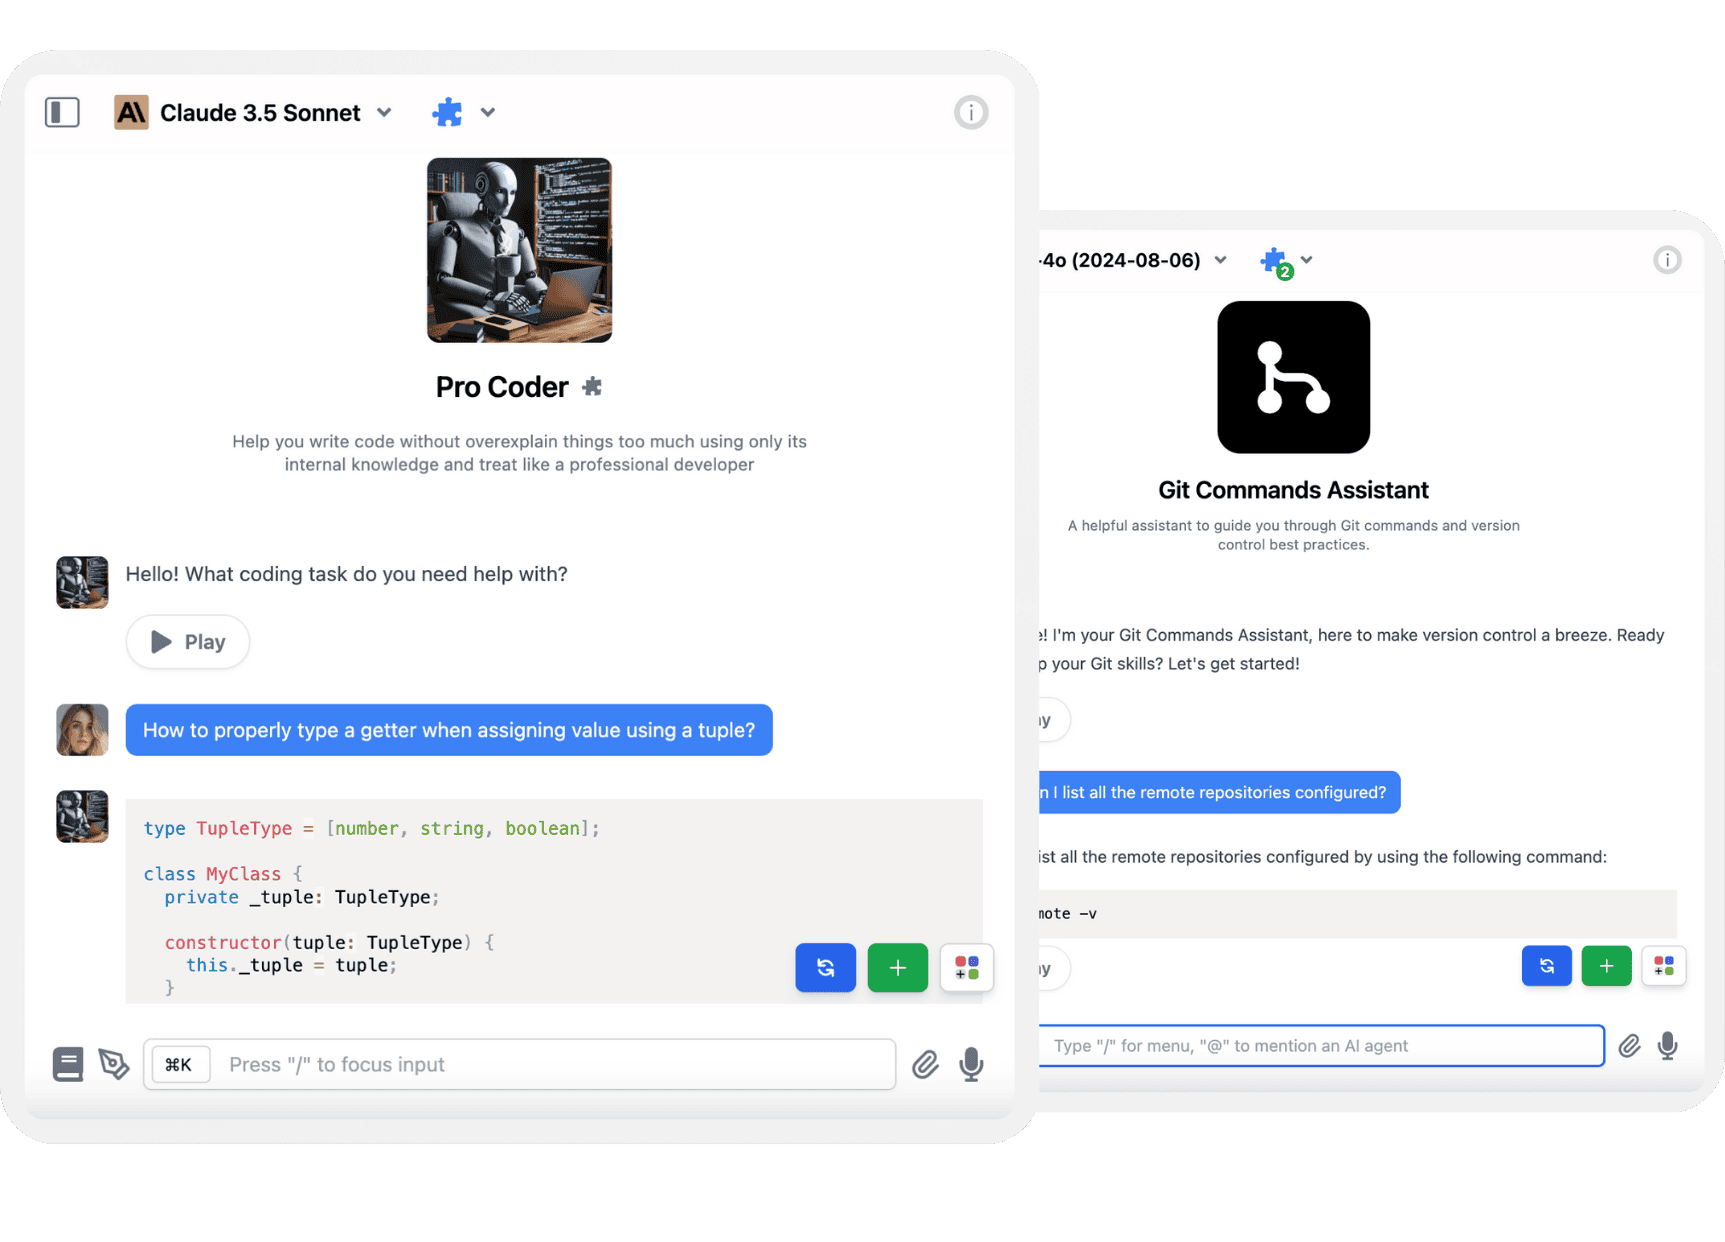 Claude 3.5 Sonnet
Pro Coder
Help you write code without overexplain things too much using only its
internal knowledge and treat like a professional developer
Hello! What coding task do you need help with?
Play
How to properly type a getter when assigning value using a tuple?
type TupleType = [number, string, boolean];
class MyClass {
private _tuple: TupleType;
constructor(tuple: TupleType) {
this._tuple = tuple;
}
⌘K
Press "/" to focus input
-4o (2024-08-06)
2
Git Commands Assistant
A helpful assistant to guide you through Git commands and version
control best practices.
e! I'm your Git Commands Assistant, here to make version control a breeze. Ready
p your Git skills? Let's get started!
ay
n I list all the remote repositories configured?
ist all the remote repositories configured by using the following command:
mote -v
ay
Type "/" for menu, "@" to mention an AI agent